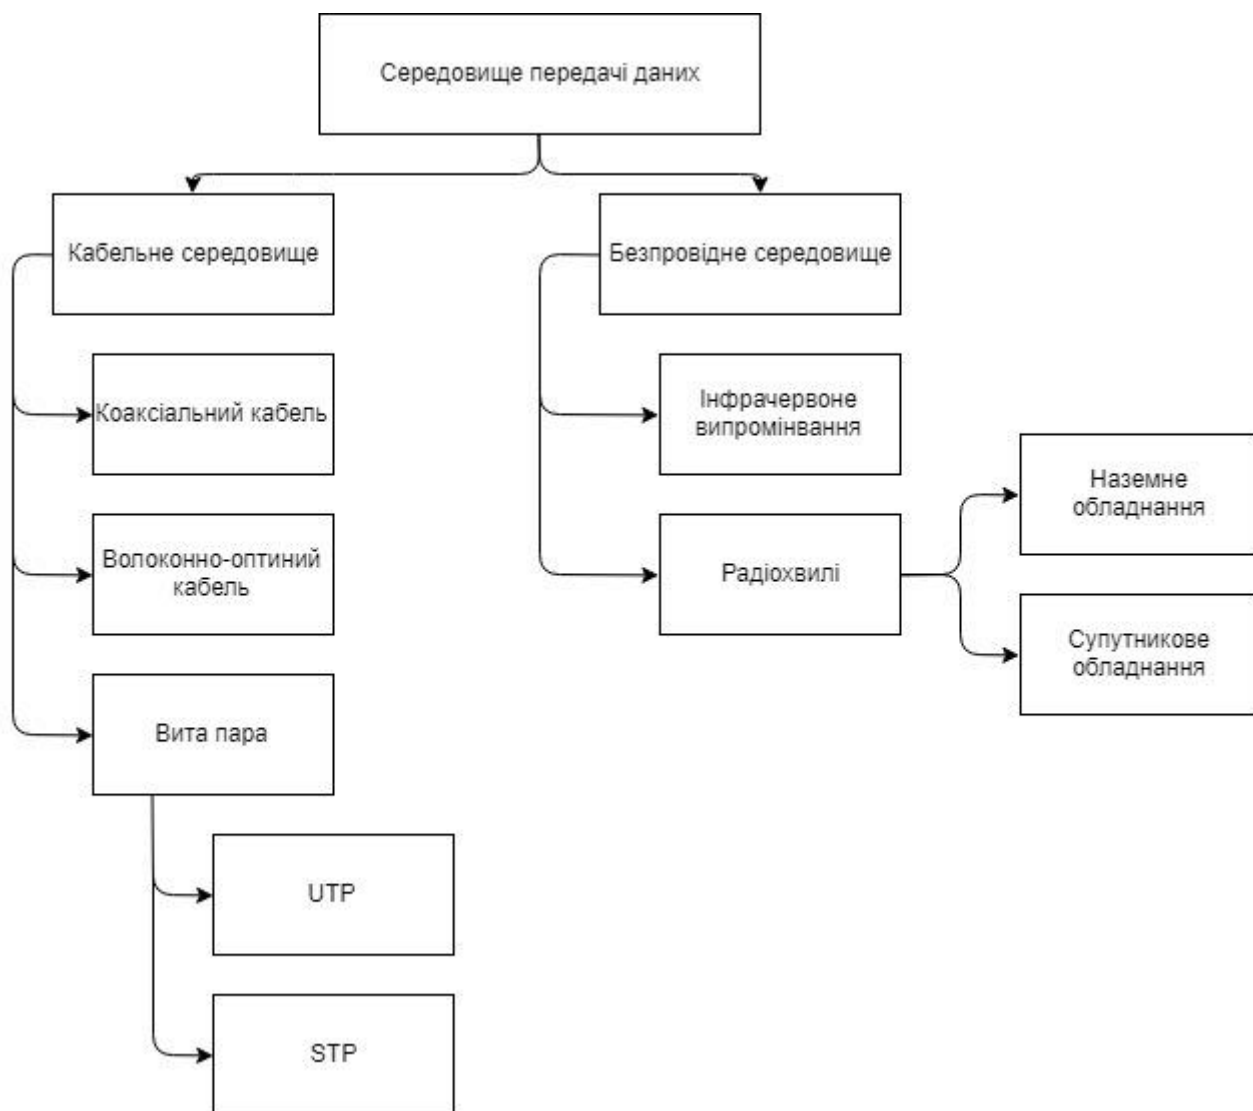 Середовище передачі даних
Кабельне середовище
Безпровідне середовище
Коаксіальний кабель
Інфрачервоне
випромінвання
Волоконно-оптиний
кабель
Радіохвилі
Наземне
обладнання
Супутникове
обладнання
Вита пара
UTP
STP